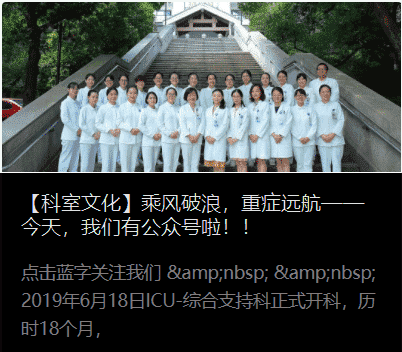 【科室文化】乘风破浪，重症远航——
今天，我们有公众号啦！！
点击蓝字关注我们 &amp;nbsp; &amp;nbsp;
2019年6月18日ICU-综合支持科正式开科，历
时18个月，